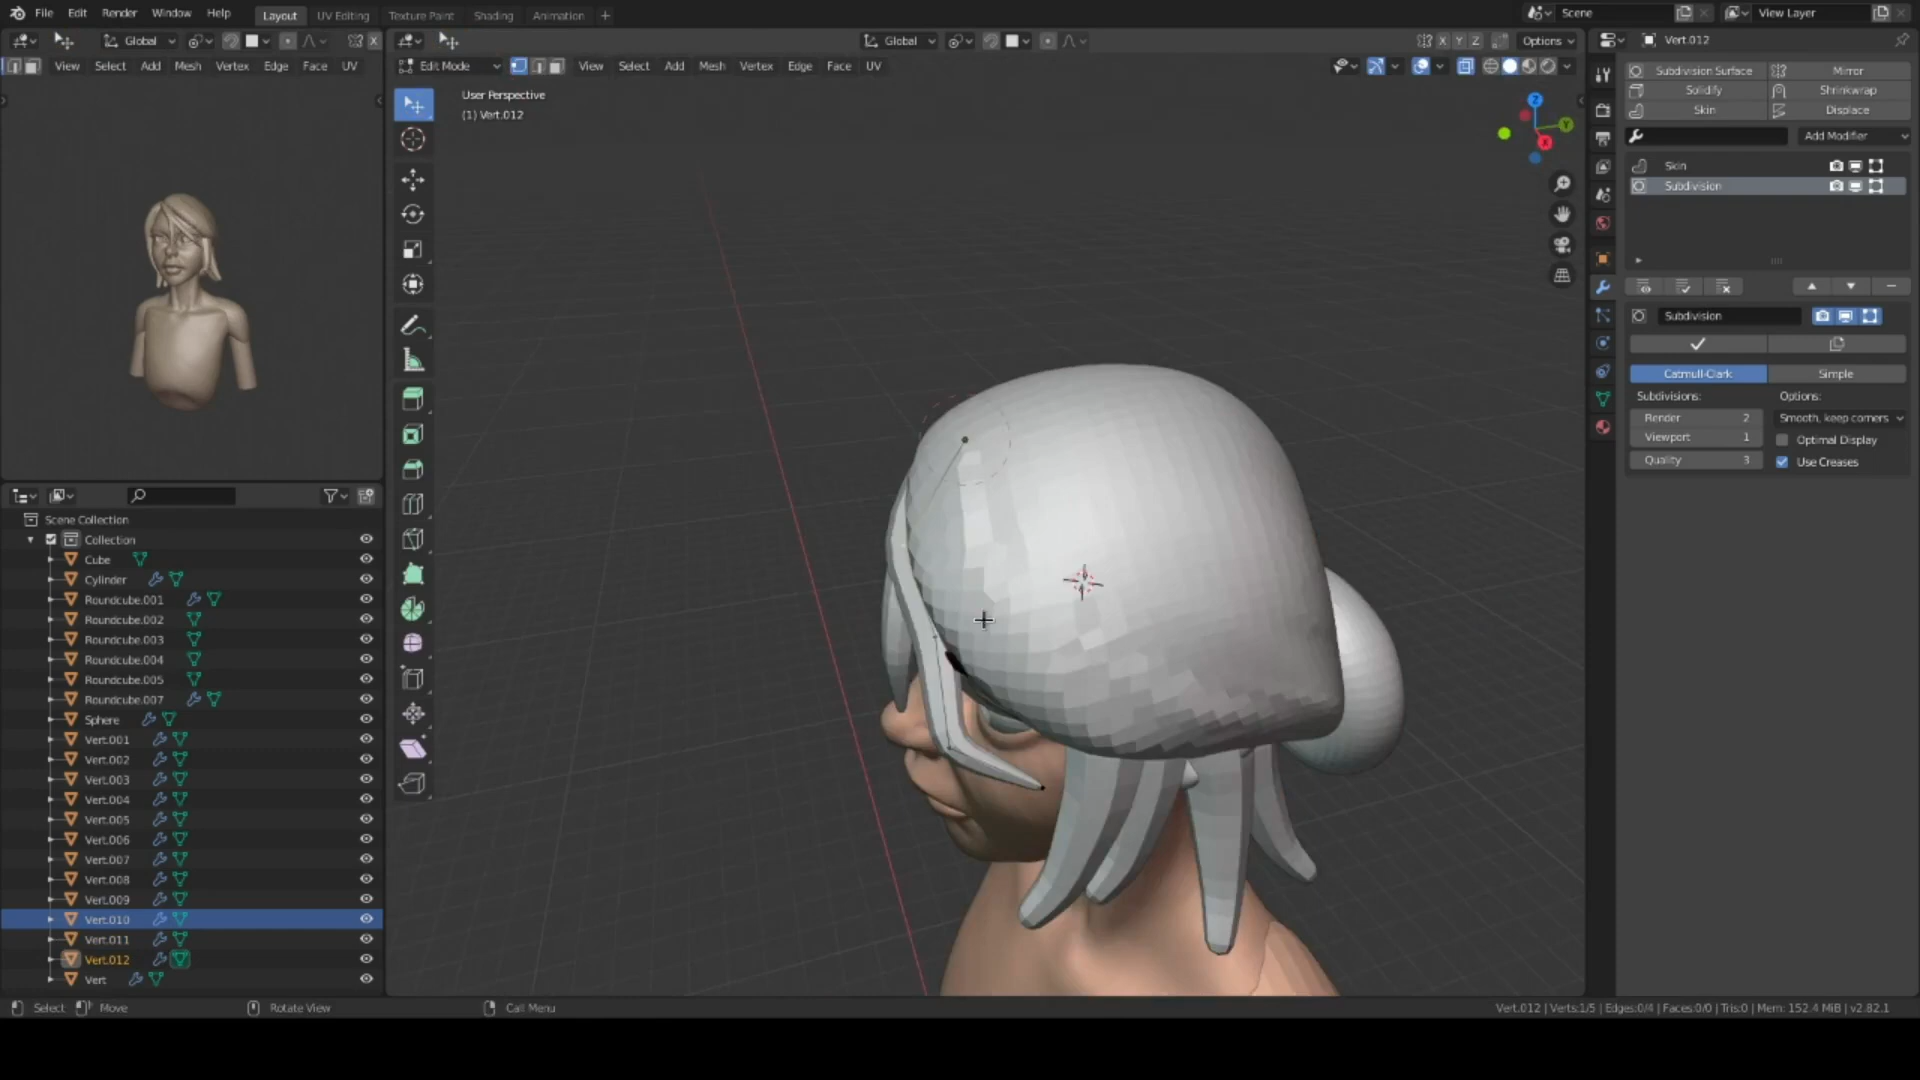 File Edit Render Window Help Layout UV Editing Texture Paint Shading Animation + Scene View Layer
Global X Global X Y Z Options Vert.012
View Select Add Mesh Vertex Edge Face UV Edit Mode View Select Add Mesh Vertex Edge Face UV
Subdivision Surface Mirror
Solidify Shrinkwrap
Skin Displace
Add Modifier
User Perspective
(1) Vert.012
Z
Y
X
Skin
Subdivision
Subdivision
Catmull-Clark Simple
Subdivisions: Options:
Render 2 Smooth, keep corners
Viewport 1 Optimal Display
Quality 3 Use Creases
Scene Collection
Collection
Cube
Cylinder
Roundcube.001
Roundcube.002
Roundcube.003
Roundcube.004
Roundcube.005
Roundcube.007
Sphere
Vert.001
Vert.002
Vert.003
Vert.004
Vert.005
Vert.006
Vert.007
Vert.008
Vert.009
Vert.010
Vert.011
Vert.012
Vert
Select Move Rotate View Call Menu Vert.012 | Verts:1/5 | Edges:0/4 | Faces:0/0 | Tris:0 | Mem: 152.4 MiB | v2.82.1